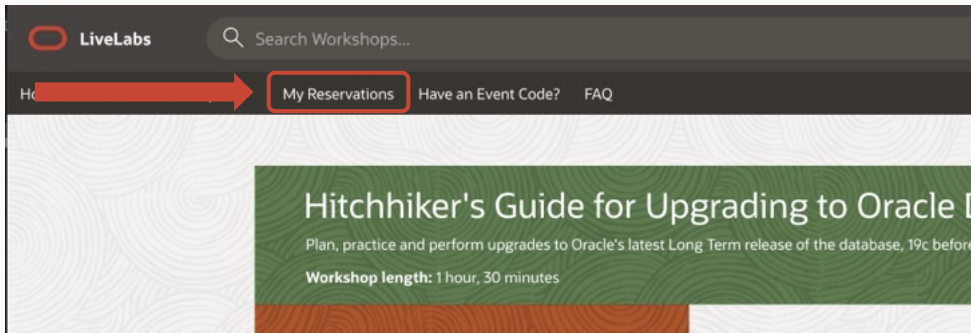 LiveLabs
Search Workshops...
My Reservations Have an Event Code? FAQ
Hitchhiker's Guide for Upgrading to Oracle
Plan, practice and perform upgrades to Oracle's latest Long Term release of the database, 19c before
Workshop length: 1 hour, 30 minutes